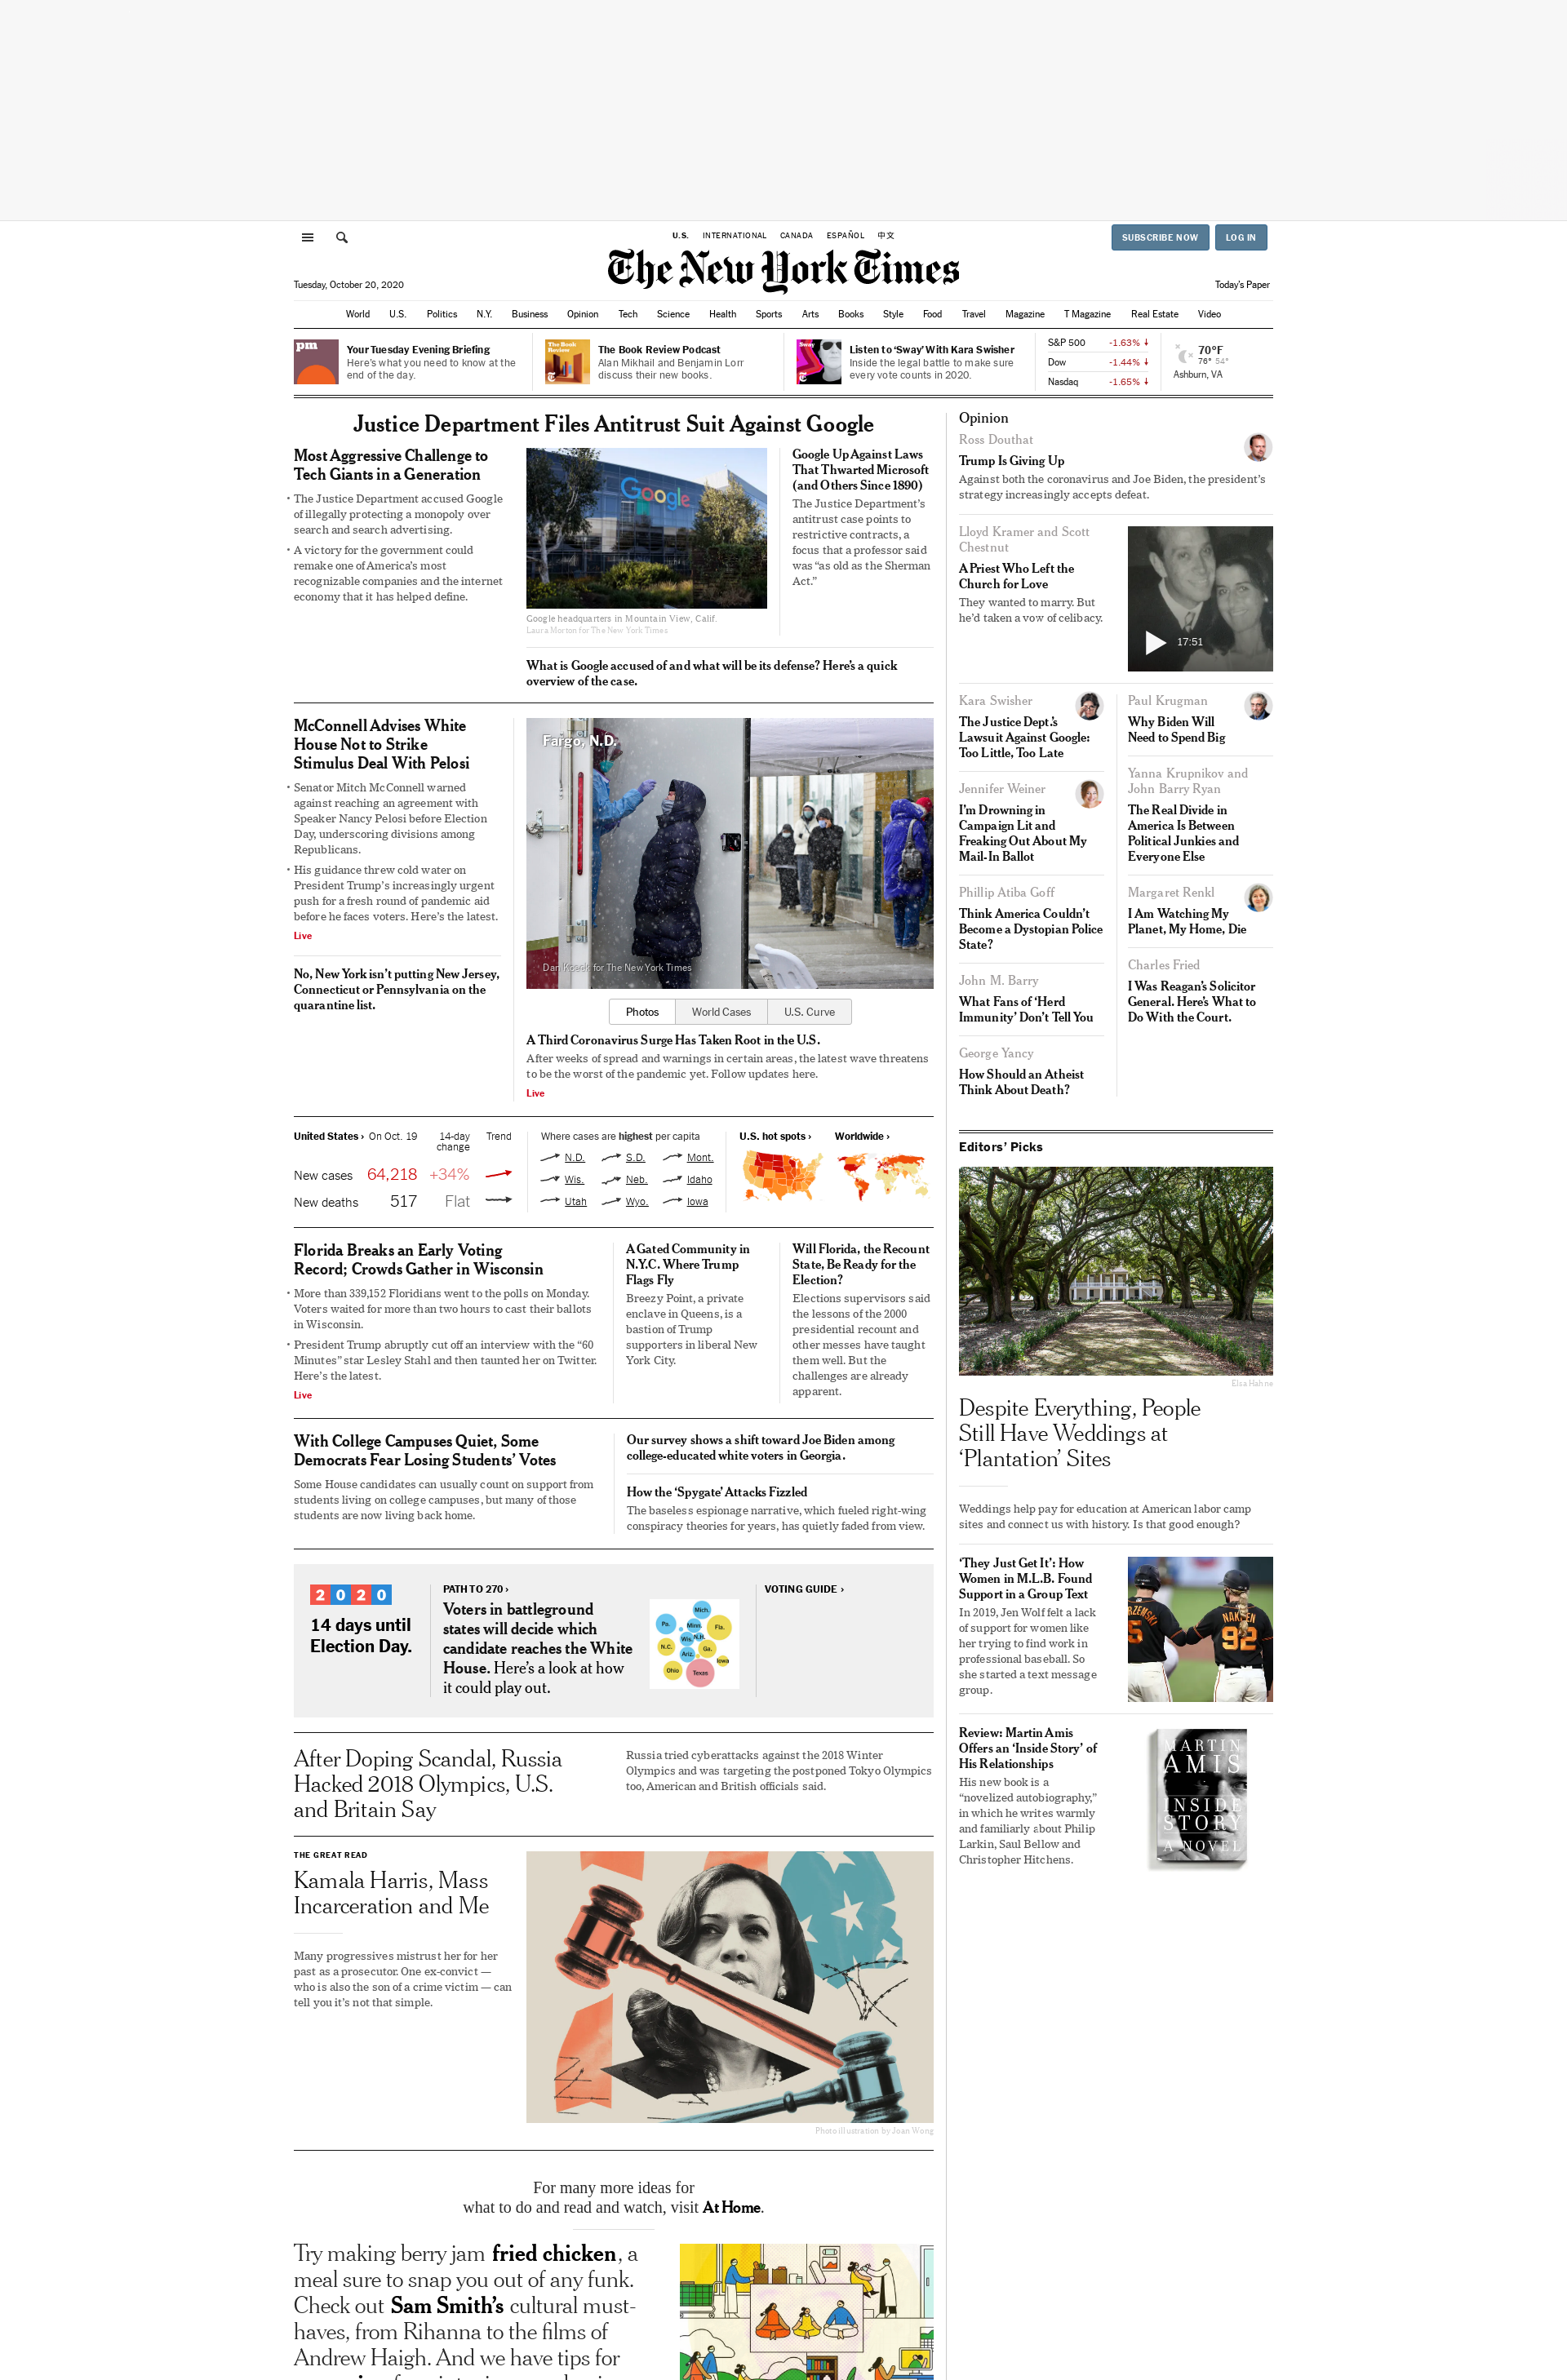 U.S. INTERNATIONAL CANADA ESPAÑOL 中文
SUBSCRIBE NOW LOG IN
The New York Times
Tuesday, October 20, 2020
Today's Paper
World U.S. Politics N.Y. Business Opinion Tech Science Health Sports Arts Books Style Food Travel Magazine T Magazine Real Estate Video
pm
Your Tuesday Evening Briefing
Here's what you need to know at the
end of the day.
The Book
Review
The Book Review Podcast
Alan Mikhail and Benjamin Lorr
discuss their new books.
Sway
Listen to ‘Sway’ With Kara Swisher
Inside the legal battle to make sure
every vote counts in 2020.
S&P 500 -1.63%
Dow -1.44%
Nasdaq -1.65%
70°F
76° 54°
Ashburn, VA
Justice Department Files Antitrust Suit Against Google
Most Aggressive Challenge to
Tech Giants in a Generation
• The Justice Department accused Google
of illegally protecting a monopoly over
search and search advertising.
• A victory for the government could
remake one of America’s most
recognizable companies and the internet
economy that it has helped define.
Google
Google headquarters in Mountain View, Calif.
Laura Morton for The New York Times
Google Up Against Laws
That Thwarted Microsoft
(and Others Since 1890)
The Justice Department’s
antitrust case points to
restrictive contracts, a
focus that a professor said
was “as old as the Sherman
Act.”
What is Google accused of and what will be its defense? Here’s a quick
overview of the case.
McConnell Advises White
House Not to Strike
Stimulus Deal With Pelosi
• Senator Mitch McConnell warned
against reaching an agreement with
Speaker Nancy Pelosi before Election
Day, underscoring divisions among
Republicans.
• His guidance threw cold water on
President Trump’s increasingly urgent
push for a fresh round of pandemic aid
before he faces voters. Here’s the latest.
Live
No, New York isn’t putting New Jersey,
Connecticut or Pennsylvania on the
quarantine list.
Fargo, N.D.
Dan Koeck for The New York Times
Photos World Cases U.S. Curve
A Third Coronavirus Surge Has Taken Root in the U.S.
After weeks of spread and warnings in certain areas, the latest wave threatens
to be the worst of the pandemic yet. Follow updates here.
Live
United States › On Oct. 19 14-day
change Trend
New cases 64,218 +34%
New deaths 517 Flat
Where cases are highest per capita
N.D. S.D. Mont.
Wis. Neb. Idaho
Utah Wyo. Iowa
U.S. hot spots ›
Worldwide ›
Florida Breaks an Early Voting
Record; Crowds Gather in Wisconsin
• More than 339,152 Floridians went to the polls on Monday.
Voters waited for more than two hours to cast their ballots
in Wisconsin.
• President Trump abruptly cut off an interview with the “60
Minutes” star Lesley Stahl and then taunted her on Twitter.
Here’s the latest.
Live
A Gated Community in
N.Y.C. Where Trump
Flags Fly
Breezy Point, a private
enclave in Queens, is a
bastion of Trump
supporters in liberal New
York City.
Will Florida, the Recount
State, Be Ready for the
Election?
Elections supervisors said
the lessons of the 2000
presidential recount and
other messes have taught
them well. But the
challenges are already
apparent.
With College Campuses Quiet, Some
Democrats Fear Losing Students’ Votes
Some House candidates can usually count on support from
students living on college campuses, but many of those
students are now living back home.
Our survey shows a shift toward Joe Biden among
college-educated white voters in Georgia.
How the ‘Spygate’ Attacks Fizzled
The baseless espionage narrative, which fueled right-wing
conspiracy theories for years, has quietly faded from view.
2020
14 days until
Election Day.
PATH TO 270 ›
Voters in battleground
states will decide which
candidate reaches the White
House. Here’s a look at how
it could play out.
Mich.
Pa. Minn. Fla.
Wis. N.H.
N.C. Ga.
Ariz.
Iowa
Ohio Texas
VOTING GUIDE ›
After Doping Scandal, Russia
Hacked 2018 Olympics, U.S.
and Britain Say
Russia tried cyberattacks against the 2018 Winter
Olympics and was targeting the postponed Tokyo Olympics
too, American and British officials said.
THE GREAT READ
Kamala Harris, Mass
Incarceration and Me
Many progressives mistrust her for her
past as a prosecutor. One ex-convict —
who is also the son of a crime victim — can
tell you it’s not that simple.
Photo illustration by Joan Wong
For many more ideas for
what to do and read and watch, visit At Home.
Try making berry jam fried chicken, a
meal sure to snap you out of any funk.
Check out Sam Smith’s cultural must-
haves, from Rihanna to the films of
Andrew Haigh. And we have tips for
Opinion
Ross Douthat
Trump Is Giving Up
Against both the coronavirus and Joe Biden, the president’s
strategy increasingly accepts defeat.
Lloyd Kramer and Scott
Chestnut
A Priest Who Left the
Church for Love
They wanted to marry. But
he’d taken a vow of celibacy.
17:51
Kara Swisher
The Justice Dept.’s
Lawsuit Against Google:
Too Little, Too Late
Jennifer Weiner
I’m Drowning in
Campaign Lit and
Freaking Out About My
Mail-In Ballot
Phillip Atiba Goff
Think America Couldn’t
Become a Dystopian Police
State?
John M. Barry
What Fans of ‘Herd
Immunity’ Don’t Tell You
George Yancy
How Should an Atheist
Think About Death?
Paul Krugman
Why Biden Will
Need to Spend Big
Yanna Krupnikov and
John Barry Ryan
The Real Divide in
America Is Between
Political Junkies and
Everyone Else
Margaret Renkl
I Am Watching My
Planet, My Home, Die
Charles Fried
I Was Reagan’s Solicitor
General. Here’s What to
Do With the Court.
Editors’ Picks
Elsa Hahne
Despite Everything, People
Still Have Weddings at
‘Plantation’ Sites
Weddings help pay for education at American labor camp
sites and connect us with history. Is that good enough?
‘They Just Get It’: How
Women in M.L.B. Found
Support in a Group Text
In 2019, Jen Wolf felt a lack
of support for women like
her trying to find work in
professional baseball. So
she started a text message
group.
5
92
Review: Martin Amis
Offers an ‘Inside Story’ of
His Relationships
His new book is a
“novelized autobiography,”
in which he writes warmly
and familiarly about Philip
Larkin, Saul Bellow and
Christopher Hitchens.
MARTIN
AMIS
INSIDE
STORY
A NOVEL